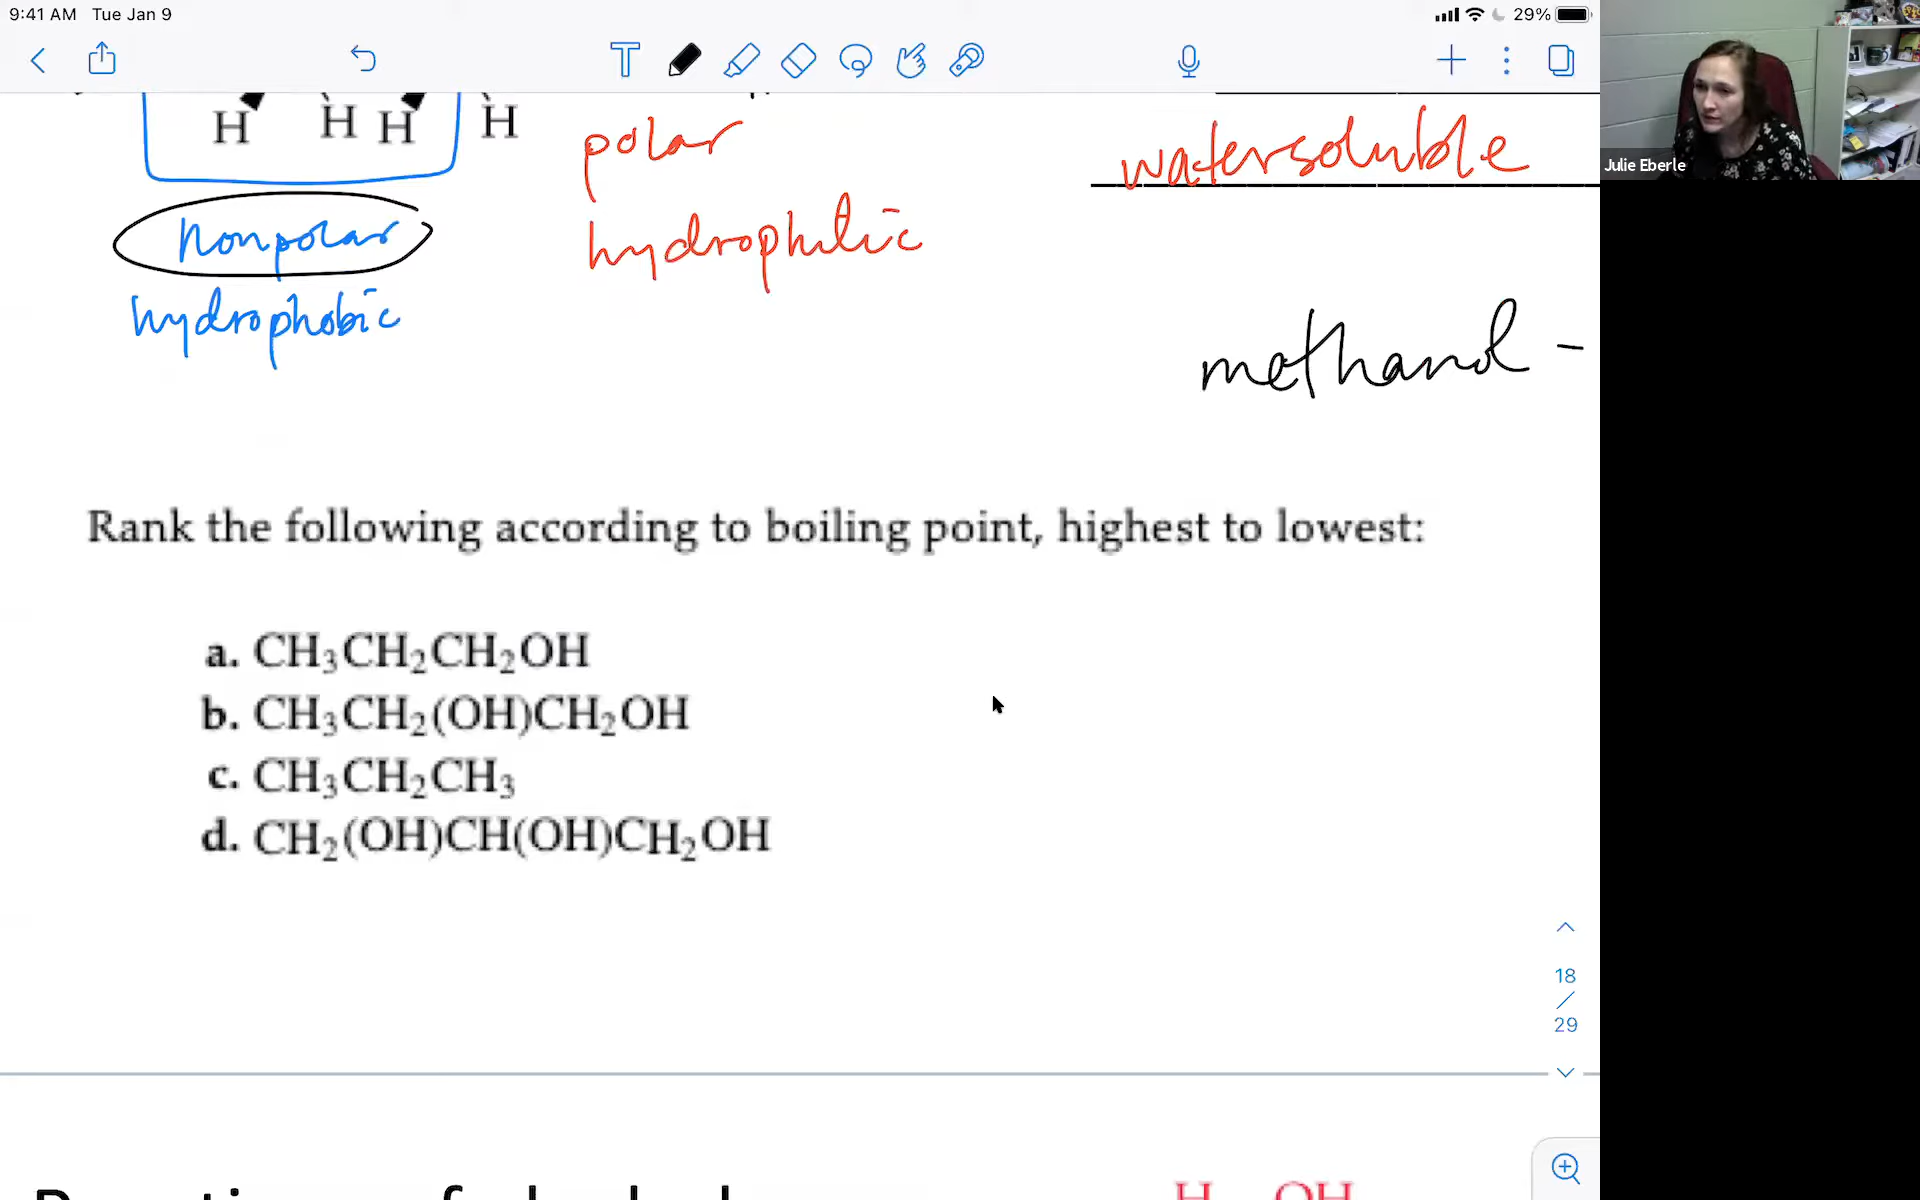 9:41 AM Tue Jan 9
29%
T
H H H H
polar
watersoluble
Julie Eberle
nonpolar
hydrophilic
hydrophobic
methanol -
Rank the following according to boiling point, highest to lowest:
a. CH₃CH₂CH₂OH
b. CH₃CH₂(OH)CH₂OH
c. CH₃CH₂CH₃
d. CH₂(OH)CH(OH)CH₂OH
18
/
29
H OH